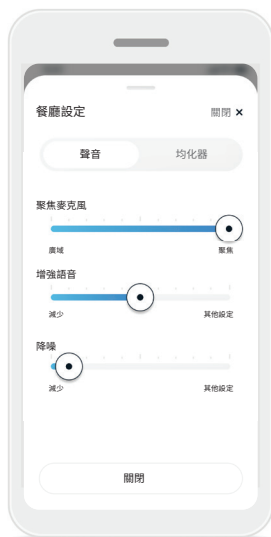 餐廳設定
關閉 ×
聲音 均化器
聚焦麥克風
廣域 聚焦
增強語音
減少 其他設定
降噪
減少 其他設定
關閉